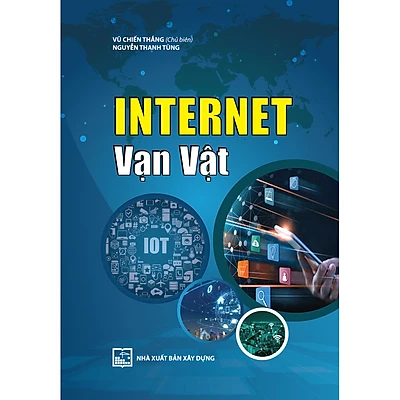 VŨ CHIẾN THẮNG (Chủ biên)
NGUYỄN THANH TÙNG
INTERNET
Vạn Vật
IOT
NHÀ XUẤT BẢN XÂY DỰNG